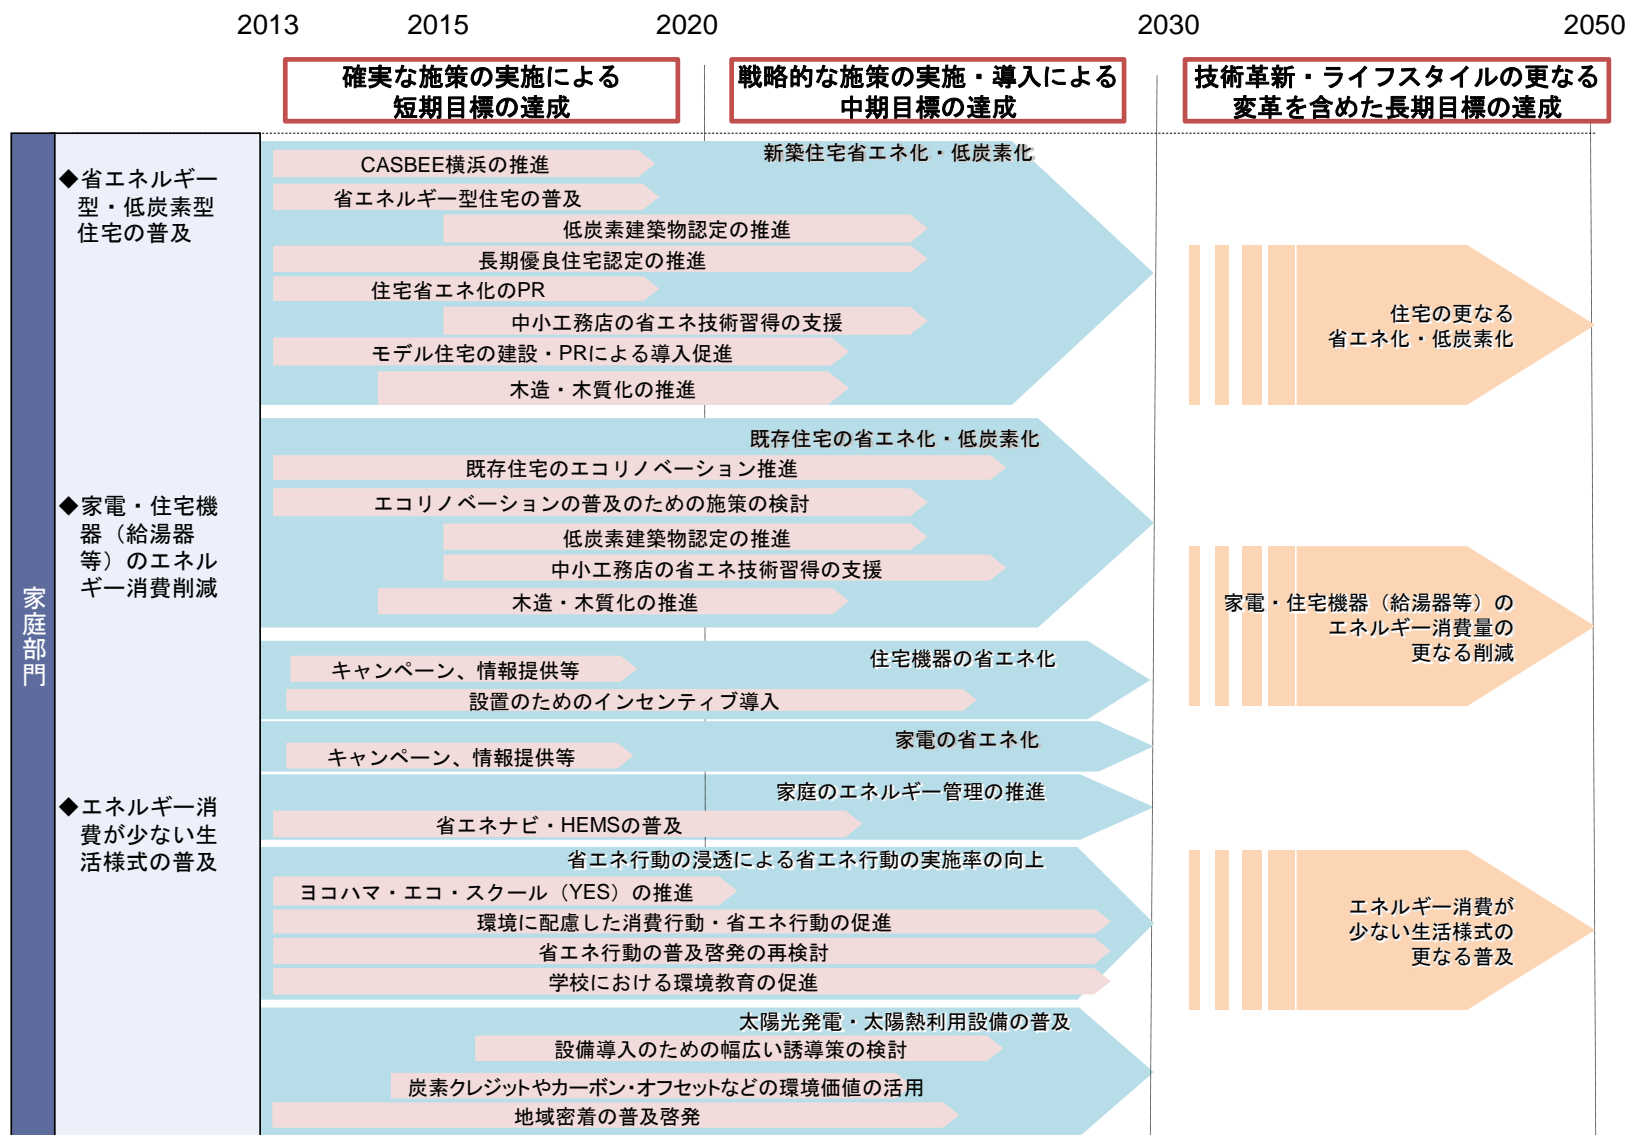 2013
2015
2020
2030
2050
確実な施策の実施による
短期目標の達成
戦略的な施策の実施・導入による
中期目標の達成
技術革新・ライフスタイルの更なる
変革を含めた長期目標の達成
家庭部門
◆省エネルギー
型・低炭素型
住宅の普及
◆家電・住宅機
器（給湯器
等）のエネル
ギー消費削減
◆エネルギー消
費が少ない生
活様式の普及
新築住宅省エネ化・低炭素化
CASBEE横浜の推進
省エネルギー型住宅の普及
低炭素建築物認定の推進
長期優良住宅認定の推進
住宅省エネ化のPR
中小工務店の省エネ技術習得の支援
モデル住宅の建設・PRによる導入促進
木造・木質化の推進
既存住宅の省エネ化・低炭素化
既存住宅のエコリノベーション推進
エコリノベーションの普及のための施策の検討
低炭素建築物認定の推進
中小工務店の省エネ技術習得の支援
木造・木質化の推進
住宅機器の省エネ化
キャンペーン、情報提供等
設置のためのインセンティブ導入
家電の省エネ化
キャンペーン、情報提供等
家庭のエネルギー管理の推進
省エネナビ・HEMSの普及
省エネ行動の浸透による省エネ行動の実施率の向上
ヨコハマ・エコ・スクール（YES）の推進
環境に配慮した消費行動・省エネ行動の促進
省エネ行動の普及啓発の再検討
学校における環境教育の促進
太陽光発電・太陽熱利用設備の普及
設備導入のための幅広い誘導策の検討
炭素クレジットやカーボン・オフセットなどの環境価値の活用
地域密着の普及啓発
住宅の更なる
省エネ化・低炭素化
家電・住宅機器（給湯器等）の
エネルギー消費量の
更なる削減
エネルギー消費が
少ない生活様式の
更なる普及